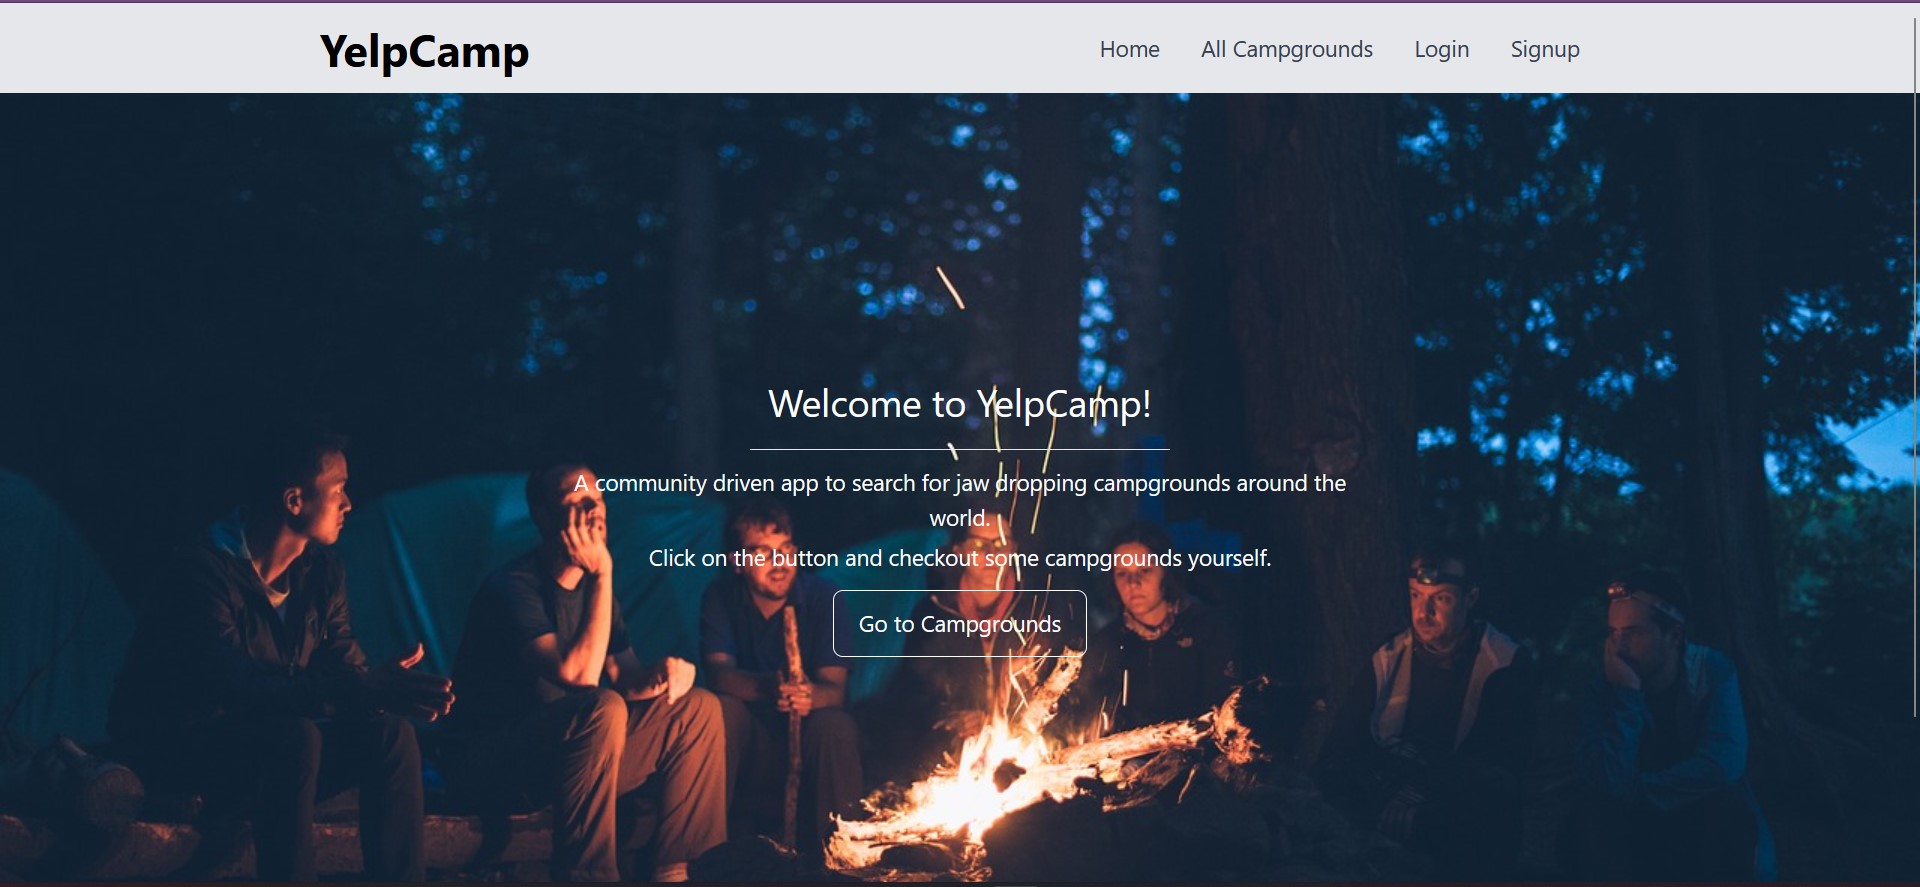 YelpCamp
Home All Campgrounds Login Signup
Welcome to YelpCamp!
A community driven app to search for jaw dropping campgrounds around the
world.
Click on the button and checkout some campgrounds yourself.
Go to Campgrounds